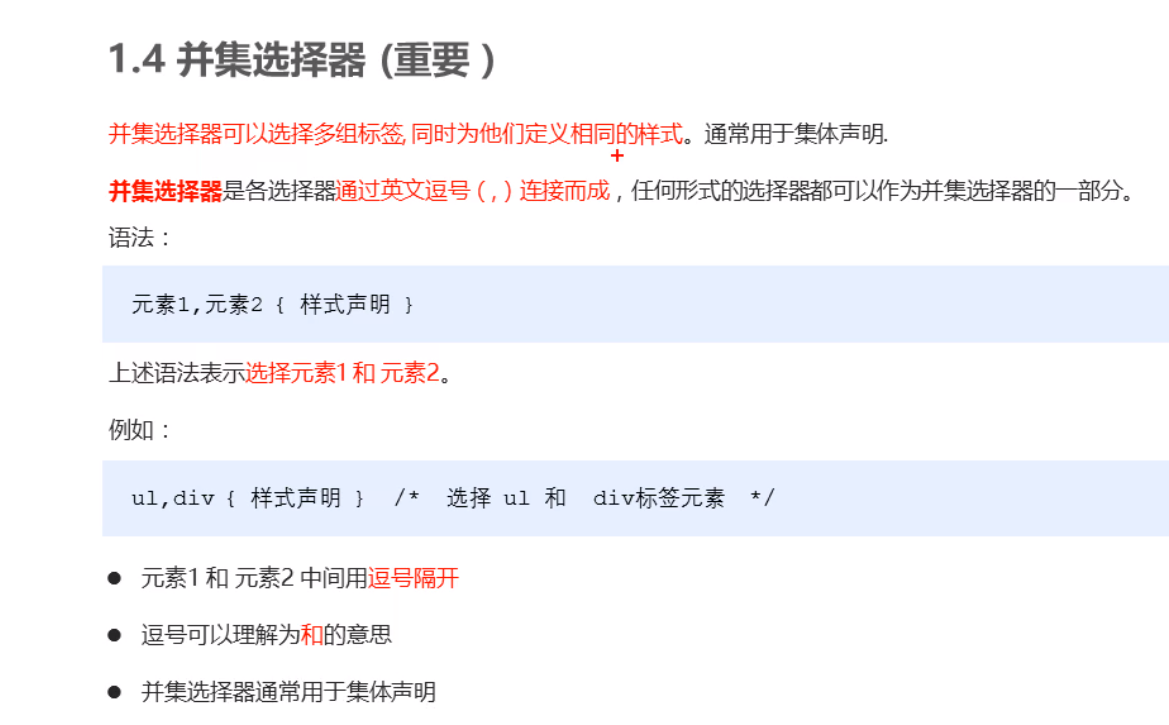 1.4 并集选择器 (重要 )
并集选择器可以选择多组标签, 同时为他们定义相同的样式。通常用于集体声明.
并集选择器是各选择器通过英文逗号 ( , ) 连接而成 , 任何形式的选择器都可以作为并集选择器的一部分。
语法 :
元素1,元素2 { 样式声明 }
上述语法表示选择元素1 和 元素2。
例如 :
ul,div { 样式声明 } /* 选择 ul 和 div标签元素 */
● 元素1 和 元素2 中间用逗号隔开
● 逗号可以理解为和的意思
● 并集选择器通常用于集体声明